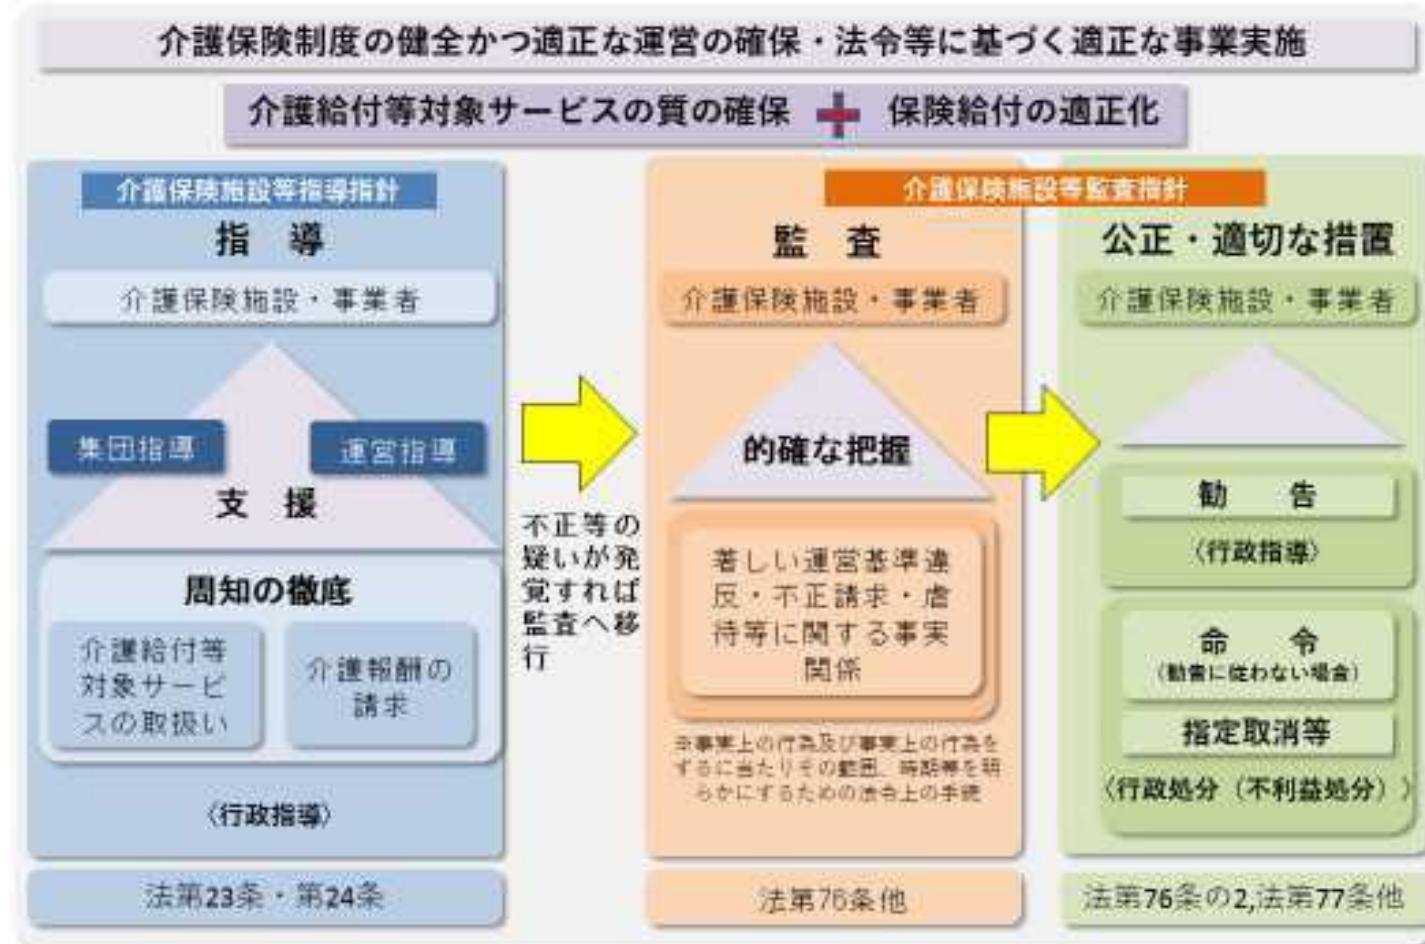 介護保険制度の健全かつ適正な運営の確保・法令等に基づく適正な事業実施
介護給付等対象サービスの質の確保 ＋ 保険給付の適正化
介護保険施設等指導指針
指 導
介護保険施設・事業者
集団指導
運営指導
支 援
周知の徹底
介護給付等
対象サービ
スの取扱い
介護報酬の
請求
〈行政指導〉
法第23条・第24条
不正等の
疑いが発
覚すれば
監査へ移
行
介護保険施設等監査指針
監 査
介護保険施設・事業者
的確な把握
著しい運営基準違
反・不正請求・虐
待等に関する事実
関係
※事実上の行為及び事実上の行為を
するに当たりその範囲、時期等を明
らかにするための法令上の手続
法第76条他
公正・適切な措置
介護保険施設・事業者
勧 告
〈行政指導〉
命 令
(勧告に従わない場合)
指定取消等
〈行政処分（不利益処分）〉
法第76条の2,法第77条他